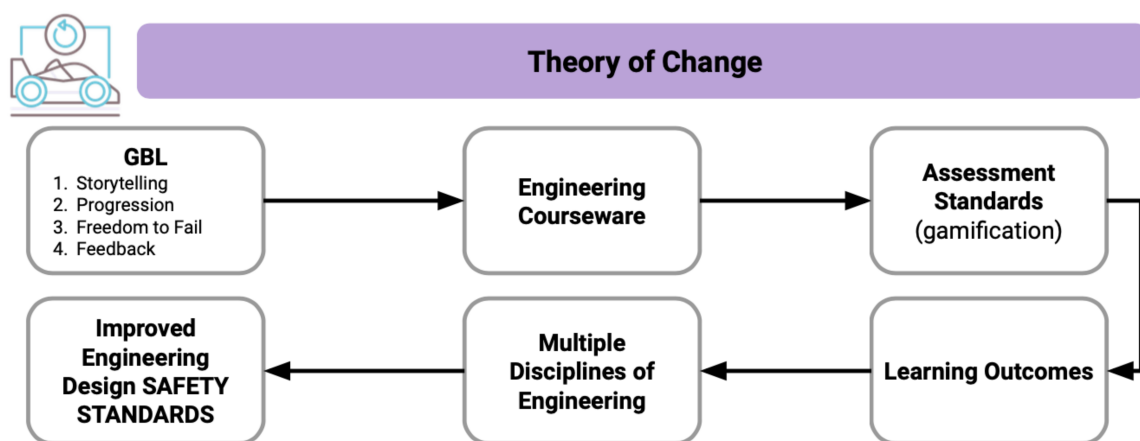 Theory of Change
GBL
1. Storytelling
2. Progression
3. Freedom to Fail
4. Feedback
Engineering
Courseware
Assessment
Standards
(gamification)
Improved
Engineering
Design SAFETY
STANDARDS
Multiple
Disciplines of
Engineering
Learning Outcomes